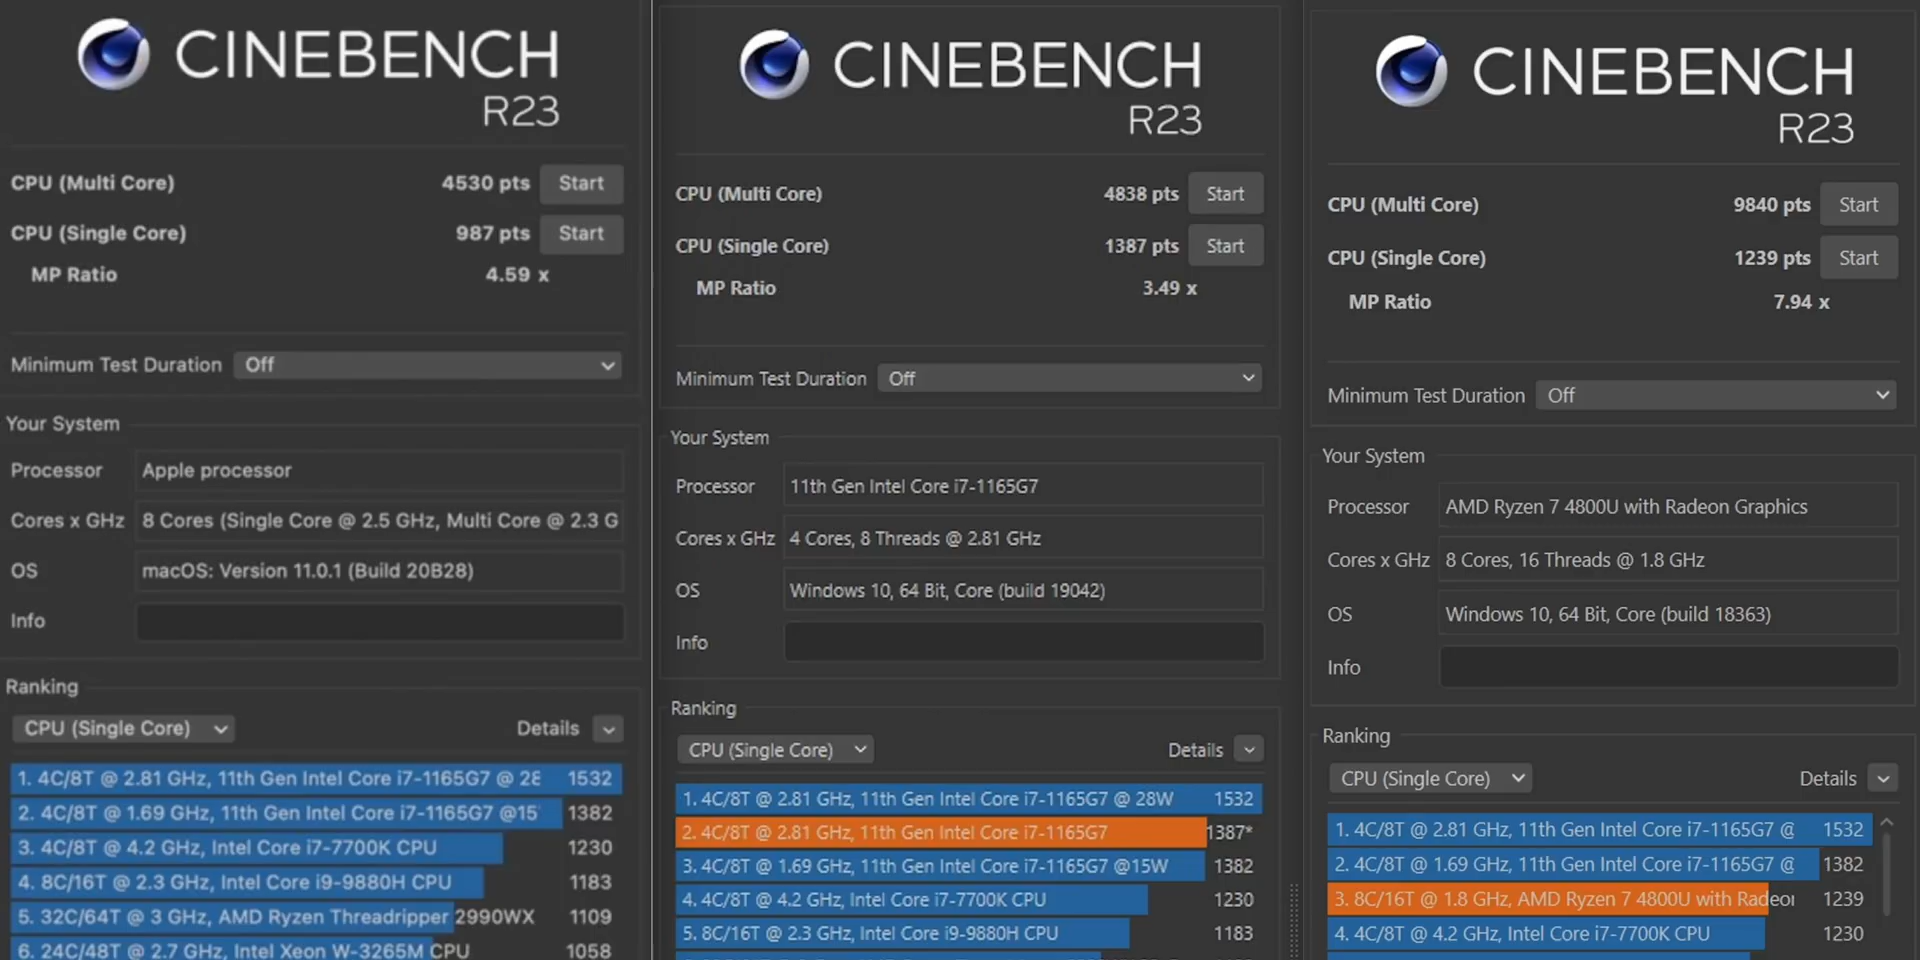 CINEBENCH
R23
CPU (Multi Core) 4530 pts Start
CPU (Single Core) 987 pts Start
MP Ratio 4.59 x
Minimum Test Duration Off
Your System
Processor Apple processor
Cores x GHz 8 Cores (Single Core @ 2.5 GHz, Multi Core @ 2.3 G
OS macOS: Version 11.0.1 (Build 20B28)
Info
Ranking
CPU (Single Core) Details
1. 4C/8T @ 2.81 GHz, 11th Gen Intel Core i7-1165G7 @ 28 1532
2. 4C/8T @ 1.69 GHz, 11th Gen Intel Core i7-1165G7 @15 1382
3. 4C/8T @ 4.2 GHz, Intel Core i7-7700K CPU 1230
4. 8C/16T @ 2.3 GHz, Intel Core i9-9880H CPU 1183
5. 32C/64T @ 3 GHz, AMD Ryzen Threadripper 2990WX 1109
6. 24C/48T @ 2.7 GHz, Intel Xeon W-3265M CPU 1058
CINEBENCH
R23
CPU (Multi Core) 4838 pts Start
CPU (Single Core) 1387 pts Start
MP Ratio 3.49 x
Minimum Test Duration Off
Your System
Processor 11th Gen Intel Core i7-1165G7
Cores x GHz 4 Cores, 8 Threads @ 2.81 GHz
OS Windows 10, 64 Bit, Core (build 19042)
Info
Ranking
CPU (Single Core) Details
1. 4C/8T @ 2.81 GHz, 11th Gen Intel Core i7-1165G7 @ 28W 1532
2. 4C/8T @ 2.81 GHz, 11th Gen Intel Core i7-1165G7 1387*
3. 4C/8T @ 1.69 GHz, 11th Gen Intel Core i7-1165G7 @15W 1382
4. 4C/8T @ 4.2 GHz, Intel Core i7-7700K CPU 1230
5. 8C/16T @ 2.3 GHz, Intel Core i9-9880H CPU 1183
CINEBENCH
R23
CPU (Multi Core) 9840 pts Start
CPU (Single Core) 1239 pts Start
MP Ratio 7.94 x
Minimum Test Duration Off
Your System
Processor AMD Ryzen 7 4800U with Radeon Graphics
Cores x GHz 8 Cores, 16 Threads @ 1.8 GHz
OS Windows 10, 64 Bit, Core (build 18363)
Info
Ranking
CPU (Single Core) Details
1. 4C/8T @ 2.81 GHz, 11th Gen Intel Core i7-1165G7 @ 1532
2. 4C/8T @ 1.69 GHz, 11th Gen Intel Core i7-1165G7 @ 1382
3. 8C/16T @ 1.8 GHz, AMD Ryzen 7 4800U with Radeon 1239
4. 4C/8T @ 4.2 GHz, Intel Core i7-7700K CPU 1230